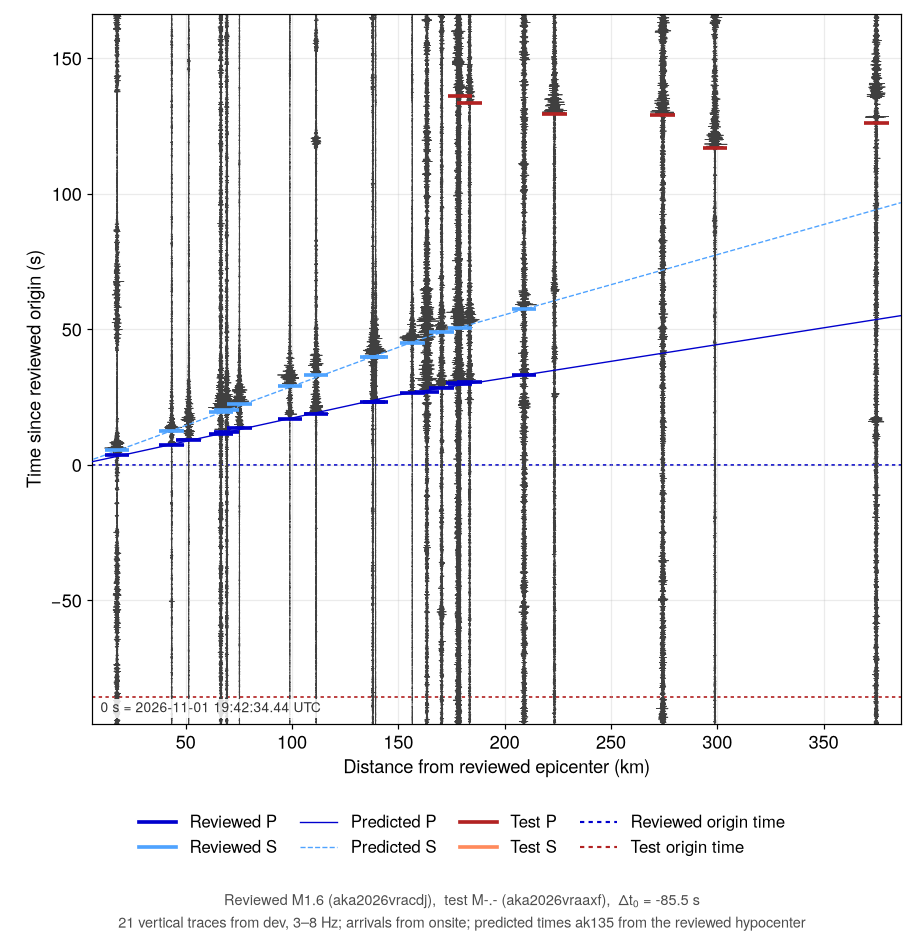 150
100
50
0
−50
Time since reviewed origin (s)
0 s = 2026-11-01 19:42:34.44 UTC
50 100 150 200 250 300 350
Distance from reviewed epicenter (km)
Reviewed P Predicted P Test P Reviewed origin time
Reviewed S Predicted S Test S Test origin time
Reviewed M1.6 (aka2026vracdj), test M-.- (aka2026vraaxf), Δt₀ = -85.5 s
21 vertical traces from dev, 3–8 Hz; arrivals from onsite; predicted times ak135 from the reviewed hypocenter